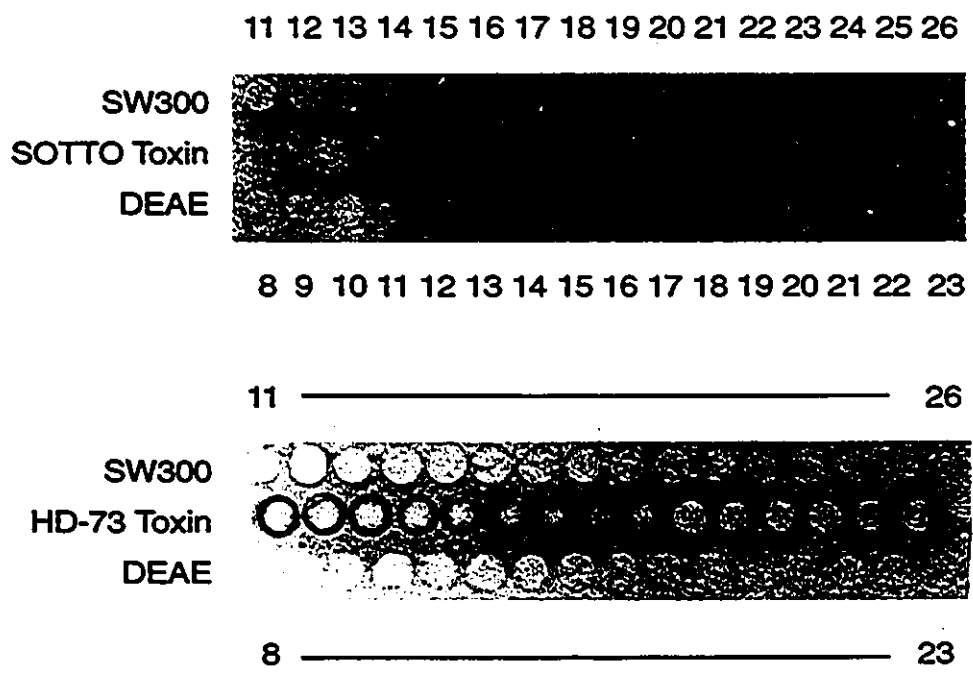 11 12 13 14 15 16 17 18 19 20 21 22 23 24 25 26
SW300
SOTTO Toxin
DEAE
8 9 10 11 12 13 14 15 16 17 18 19 20 21 22 23
11 26
SW300
HD-73 Toxin
DEAE
8 23